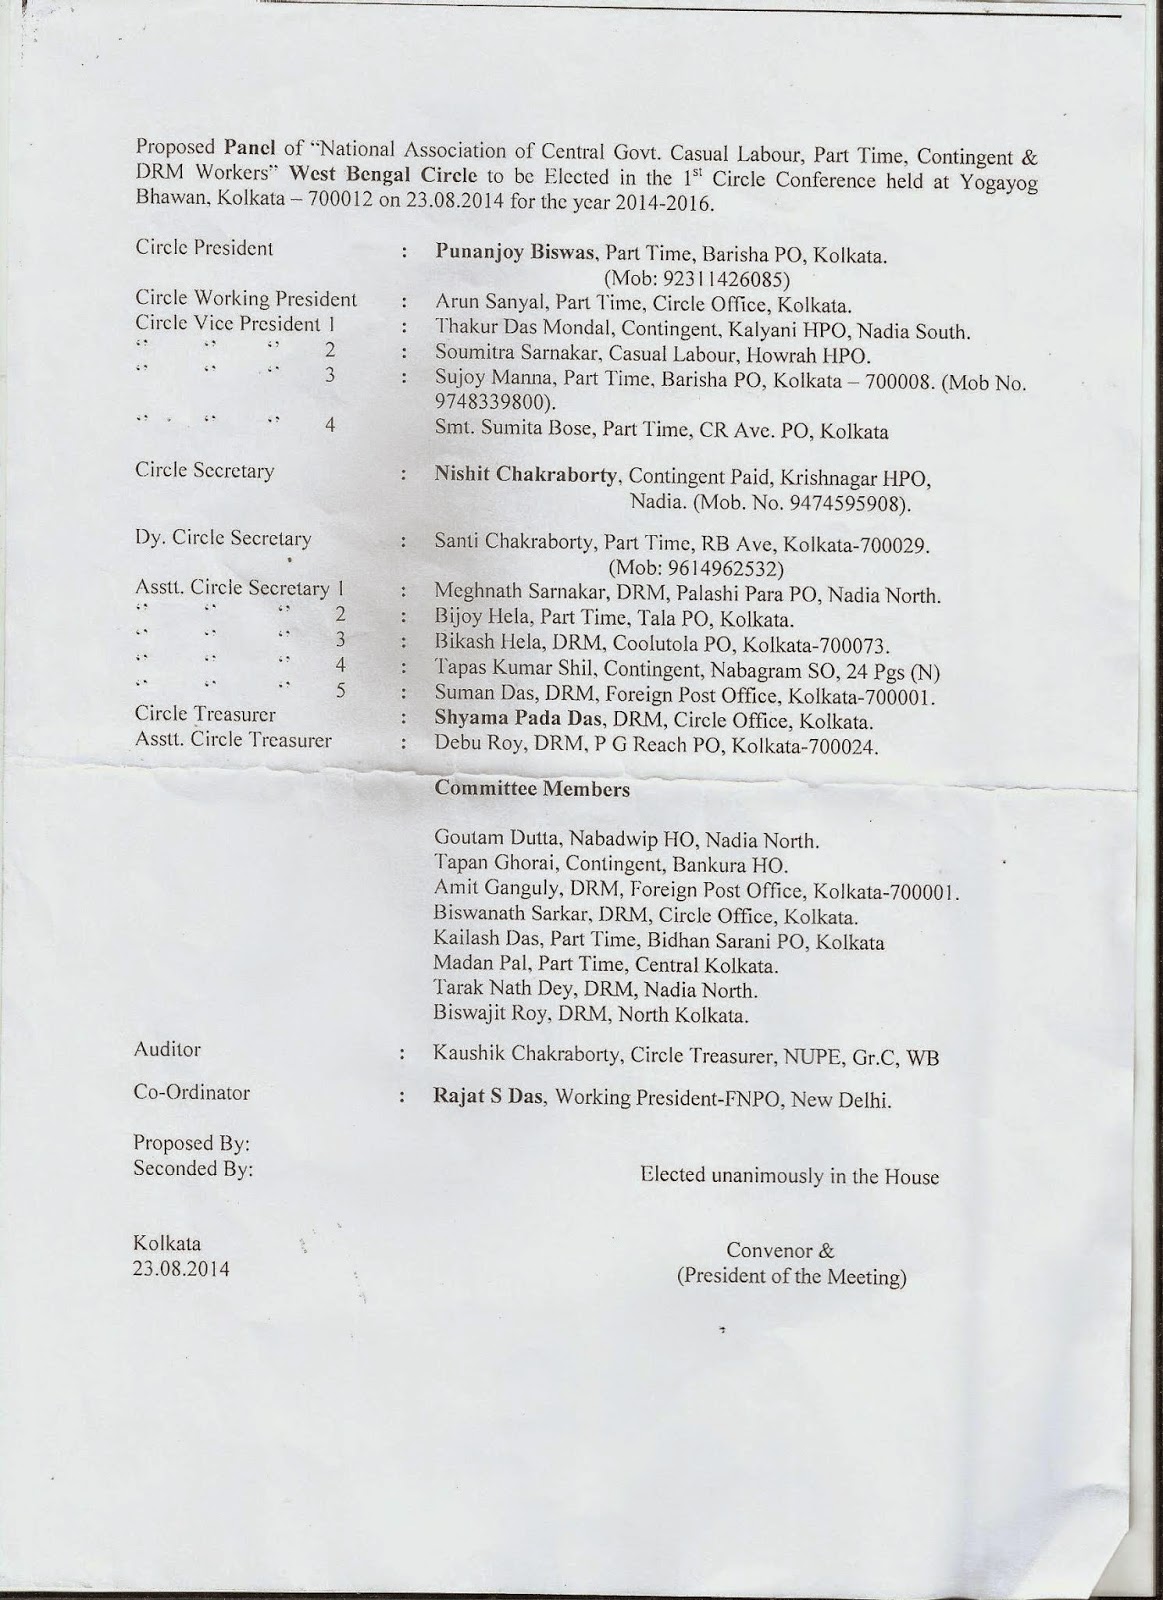 Proposed Panel of "National Association of Central Govt. Casual Labour, Part Time, Contingent &
DRM Workers" West Bengal Circle to be Elected in the 1st Circle Conference held at Yogayog
Bhawan, Kolkata – 700012 on 23.08.2014 for the year 2014-2016.
Circle President : Punanjoy Biswas, Part Time, Barisha PO, Kolkata.
(Mob: 92311426085)
Circle Working President : Arun Sanyal, Part Time, Circle Office, Kolkata.
Circle Vice President 1 : Thakur Das Mondal, Contingent, Kalyani HPO, Nadia South.
" " " 2 : Soumitra Sarnakar, Casual Labour, Howrah HPO.
" " " 3 : Sujoy Manna, Part Time, Barisha PO, Kolkata – 700008. (Mob No.
9748339800).
" " " 4 Smt. Sumita Bose, Part Time, CR Ave. PO, Kolkata
Circle Secretary : Nishit Chakraborty, Contingent Paid, Krishnagar HPO,
Nadia. (Mob. No. 9474595908).
Dy. Circle Secretary : Santi Chakraborty, Part Time, RB Ave, Kolkata-700029.
(Mob: 9614962532)
Asstt. Circle Secretary 1 : Meghnath Sarnakar, DRM, Palashi Para PO, Nadia North.
" " " 2 : Bijoy Hela, Part Time, Tala PO, Kolkata.
" " " 3 : Bikash Hela, DRM, Coolutola PO, Kolkata-700073.
" " " 4 : Tapas Kumar Shil, Contingent, Nabagram SO, 24 Pgs (N)
" " " 5 : Suman Das, DRM, Foreign Post Office, Kolkata-700001.
Circle Treasurer : Shyama Pada Das, DRM, Circle Office, Kolkata.
Asstt. Circle Treasurer : Debu Roy, DRM, P G Reach PO, Kolkata-700024.
Committee Members
Goutam Dutta, Nabadwip HO, Nadia North.
Tapan Ghorai, Contingent, Bankura HO.
Amit Ganguly, DRM, Foreign Post Office, Kolkata-700001.
Biswanath Sarkar, DRM, Circle Office, Kolkata.
Kailash Das, Part Time, Bidhan Sarani PO, Kolkata
Madan Pal, Part Time, Central Kolkata.
Tarak Nath Dey, DRM, Nadia North.
Biswajit Roy, DRM, North Kolkata.
Auditor : Kaushik Chakraborty, Circle Treasurer, NUPE, Gr.C, WB
Co-Ordinator : Rajat S Das, Working President-FNPO, New Delhi.
Proposed By:
Seconded By:
Elected unanimously in the House
Kolkata
23.08.2014
Convenor &
(President of the Meeting)